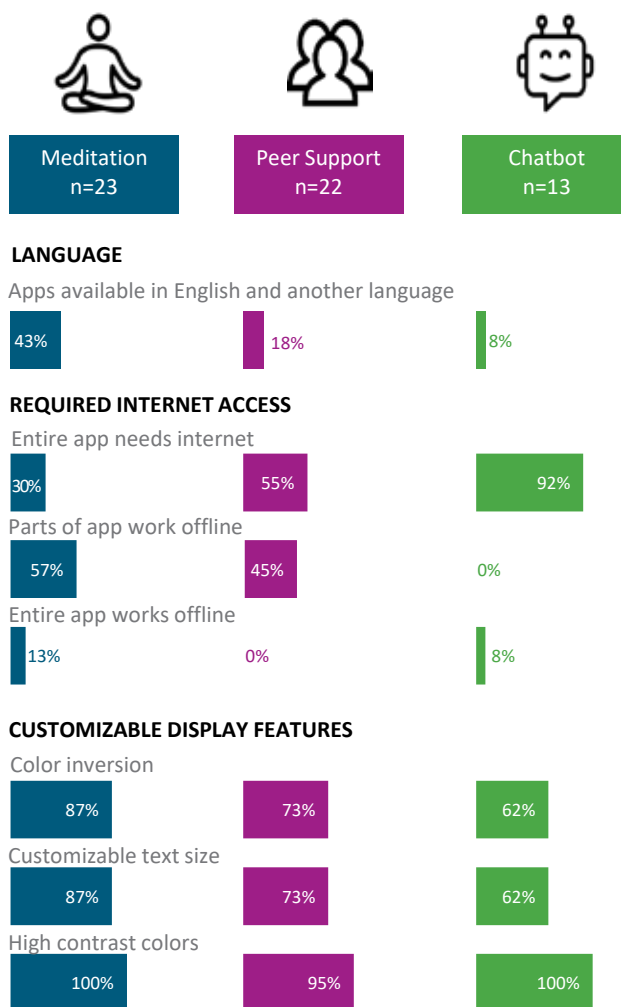 Meditation
n=23
Peer Support
n=22
Chatbot
n=13
LANGUAGE
Apps available in English and another language
43%
18%
8%
REQUIRED INTERNET ACCESS
Entire app needs internet
30%
55%
92%
Parts of app work offline
57%
45%
0%
Entire app works offline
13%
0%
8%
CUSTOMIZABLE DISPLAY FEATURES
Color inversion
87%
73%
62%
Customizable text size
87%
73%
62%
High contrast colors
100%
95%
100%